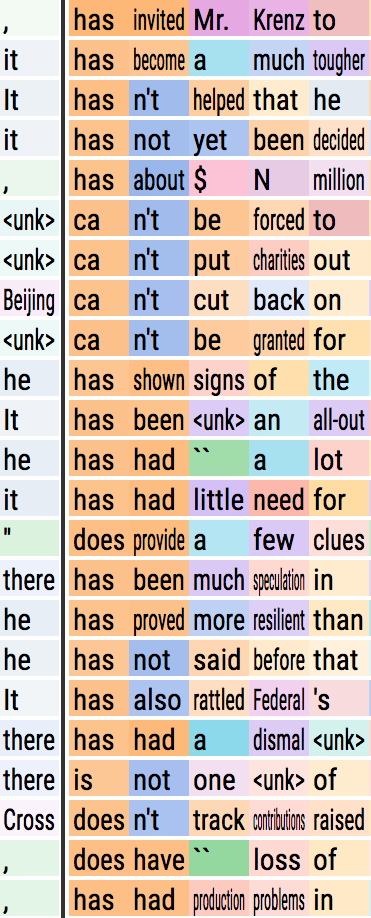 , has invited Mr. Krenz to
it has become a much tougher
It has n't helped that he
it has not yet been decided
, has about $ N million
<unk> ca n't be forced to
<unk> ca n't put charities out
Beijing ca n't cut back on
<unk> ca n't be granted for
he has shown signs of the
It has been <unk> an all-out
he has had `` a lot
it has had little need for
" does provide a few clues
there has been much speculation in
he has proved more resilient than
he has not said before that
It has also rattled Federal 's
there has had a dismal <unk>
there is not one <unk> of
Cross does n't track contributions raised
, does have `` loss of
, has had production problems in